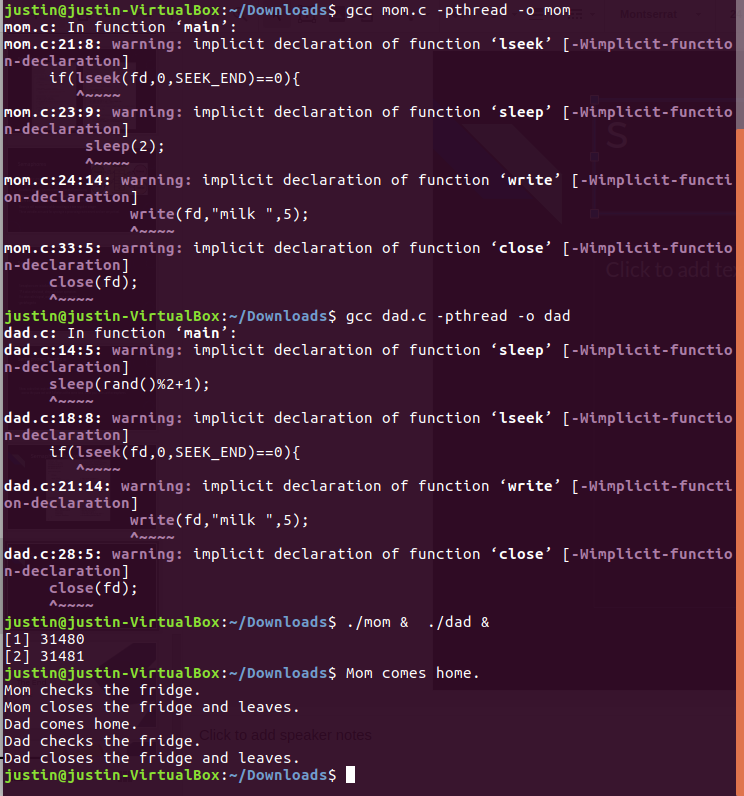 justin@justin-VirtualBox:~/Downloads$ gcc mom.c -pthread -o mom
mom.c: In function ‘main’:
mom.c:21:8: warning: implicit declaration of function ‘lseek’ [-Wimplicit-functio
n-declaration]
     if(lseek(fd,0,SEEK_END)==0){
        ^~~~~
mom.c:23:9: warning: implicit declaration of function ‘sleep’ [-Wimplicit-functio
n-declaration]
         sleep(2);
         ^~~~~
mom.c:24:14: warning: implicit declaration of function ‘write’ [-Wimplicit-functi
on-declaration]
              write(fd,"milk ",5);
              ^~~~~
mom.c:33:5: warning: implicit declaration of function ‘close’ [-Wimplicit-functio
n-declaration]
     close(fd);
     ^~~~~
justin@justin-VirtualBox:~/Downloads$ gcc dad.c -pthread -o dad
dad.c: In function ‘main’:
dad.c:14:5: warning: implicit declaration of function ‘sleep’ [-Wimplicit-functio
n-declaration]
     sleep(rand()%2+1);
     ^~~~~
dad.c:18:8: warning: implicit declaration of function ‘lseek’ [-Wimplicit-functio
n-declaration]
     if(lseek(fd,0,SEEK_END)==0){
        ^~~~~
dad.c:21:14: warning: implicit declaration of function ‘write’ [-Wimplicit-functi
on-declaration]
              write(fd,"milk ",5);
              ^~~~~
dad.c:28:5: warning: implicit declaration of function ‘close’ [-Wimplicit-functio
n-declaration]
     close(fd);
     ^~~~~
justin@justin-VirtualBox:~/Downloads$ ./mom &  ./dad &
[1] 31480
[2] 31481
justin@justin-VirtualBox:~/Downloads$ Mom comes home.
Mom checks the fridge.
Mom closes the fridge and leaves.
Dad comes home.
Dad checks the fridge.
Dad closes the fridge and leaves.
justin@justin-VirtualBox:~/Downloads$
Montserrat
S
Click to add tex
Click to add speaker notes